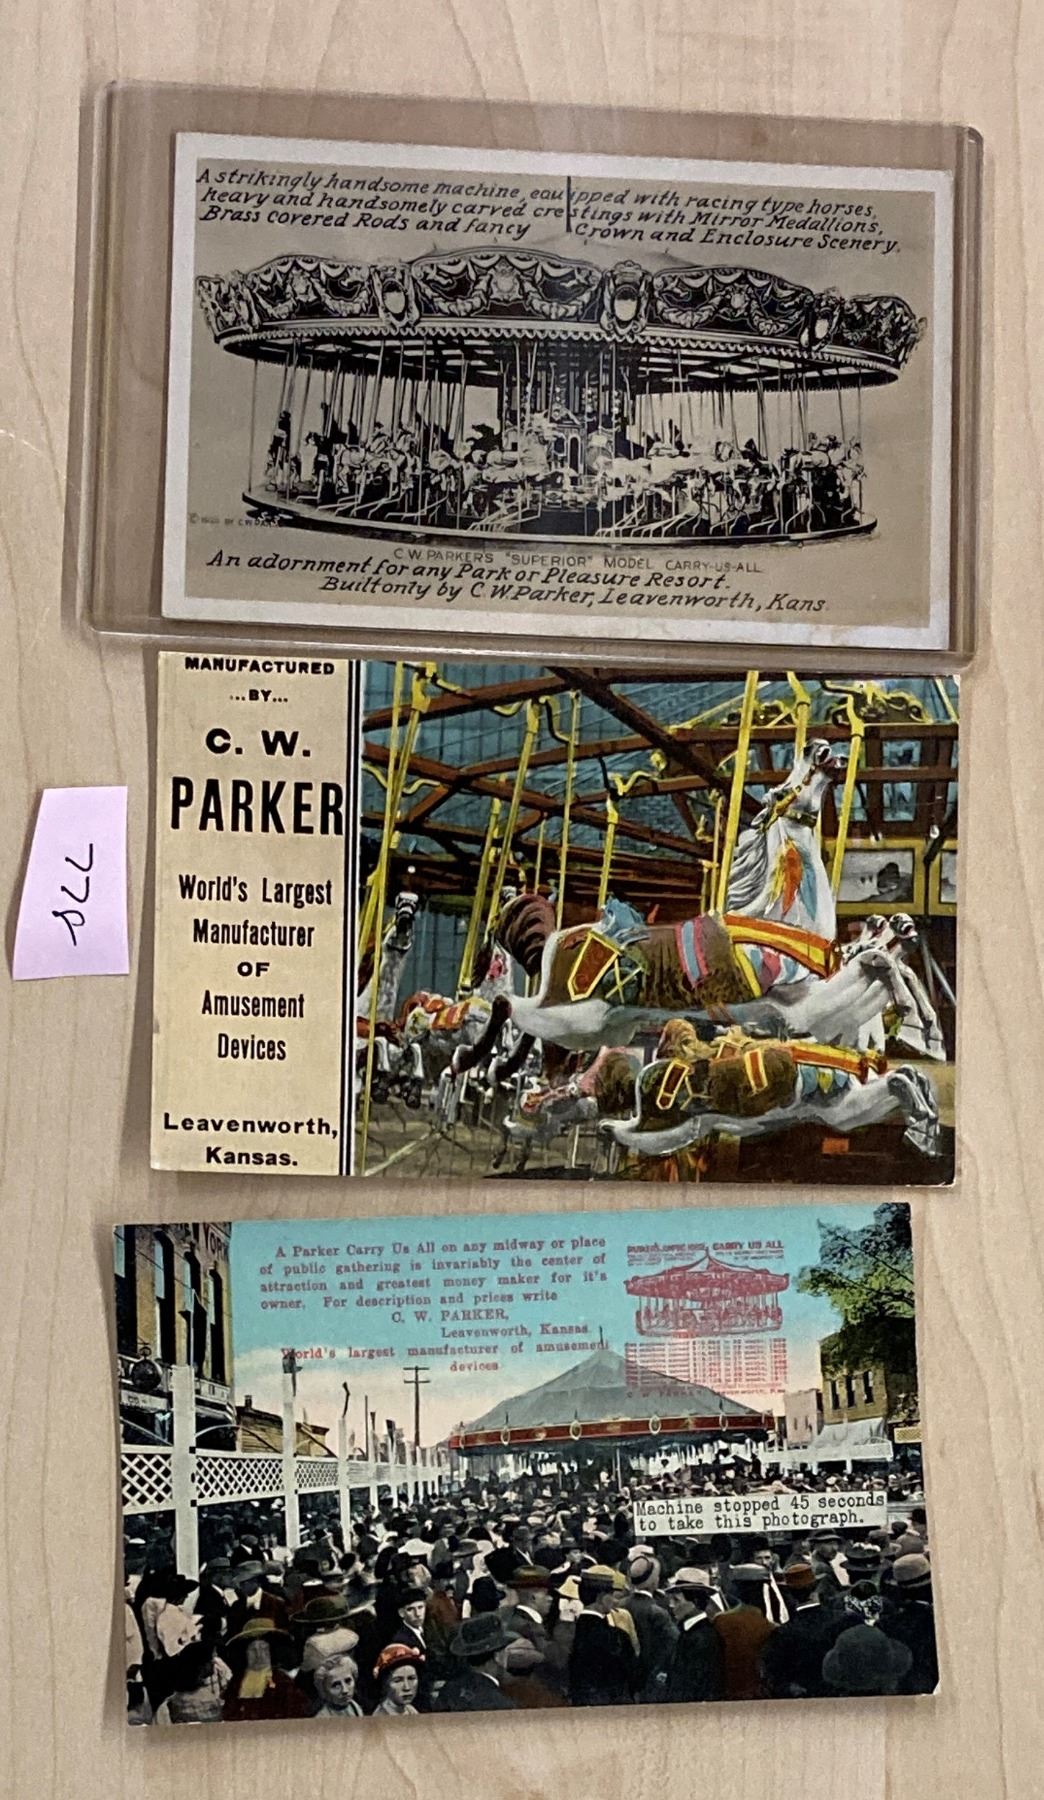 A strikingly handsome machine, equipped with racing type horses,
heavy and handsomely carved crestings with Mirror Medallions,
Brass covered Rods and fancy Crown and Enclosure Scenery.
C.W. PARKER'S "SUPERIOR" MODEL CARRY-US-ALL.
An adornment for any Park or Pleasure Resort.
Built only by C.W. Parker, Leavenworth, Kans.
MANUFACTURED
...BY...
C. W.
PARKER
World's Largest
Manufacturer
OF
Amusement
Devices
Leavenworth,
Kansas.
A Parker Carry Us All on any midway or place
of public gathering is invariably the center of
attraction and greatest money maker for it's
owner. For description and prices write
C. W. PARKER,
Leavenworth, Kansas
World's largest manufacturer of amusement
devices
CARRY US ALL
Machine stopped 45 seconds
to take this photograph.